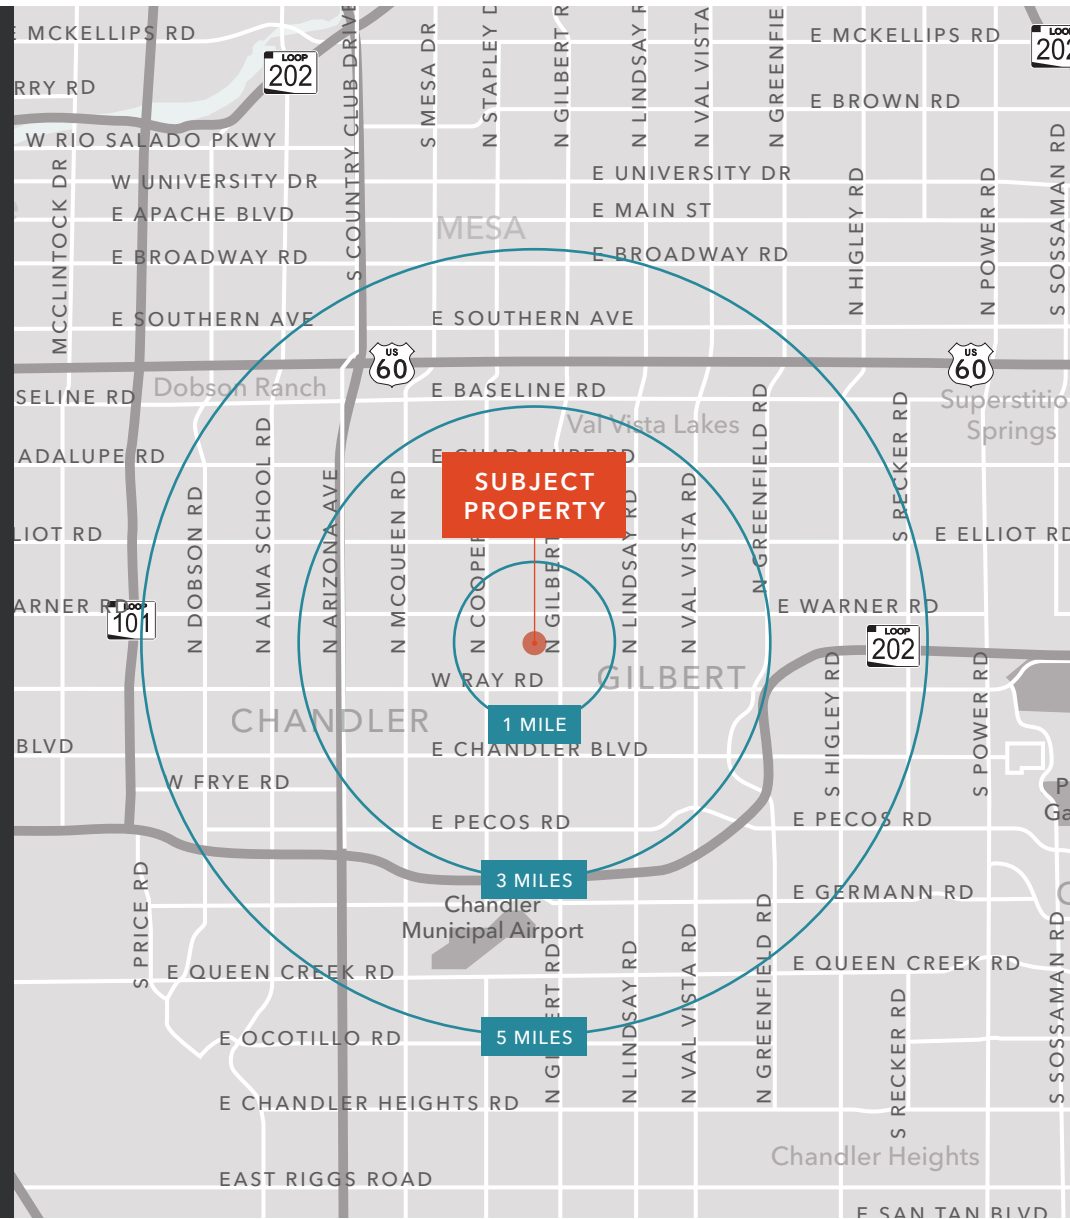 E MCKELLIPS RD
LOOP
202
S COUNTRY CLUB DRIVE
S MESA DR
N STAPLEY D
N GILBERT R
N LINDSAY R
N VAL VISTA
N GREENFIE
E MCKELLIPS RD
202
RRY RD
E BROWN RD
W RIO SALADO PKWY
MCCLINTOCK DR
W UNIVERSITY DR
E UNIVERSITY DR
N HIGLEY RD
N POWER RD
S SOSSAMAN RD
E APACHE BLVD
E MAIN ST
MESA
E BROADWAY RD
E BROADWAY RD
E SOUTHERN AVE
E SOUTHERN AVE
US
60
US
60
SELINE RD
Dobson Ranch
E BASELINE RD
Superstitio
Springs
Val Vista Lakes
ADALUPE RD
E GUADALUPE RD
SUBJECT
PROPERTY
N DOBSON RD
N ALMA SCHOOL RD
N ARIZONA AVE
N MCQUEEN RD
N COOPER
N GILBERT
N LINDSAY RD
N VAL VISTA RD
N GREENFIELD RD
S RECKER RD
LIOT RD
E ELLIOT RD
ARNER RD
LOOP
101
E WARNER RD
LOOP
202
W RAY RD
GILBERT
CHANDLER
1 MILE
BLVD
E CHANDLER BLVD
S HIGLEY RD
S POWER RD
W FRYE RD
P
Ga
E PECOS RD
E PECOS RD
3 MILES
S PRICE RD
Chandler
Municipal Airport
E GERMANN RD
E QUEEN CREEK RD
E QUEEN CREEK RD
5 MILES
E OCOTILLO RD
N LINDSAY RD
N VAL VISTA RD
N GREENFIELD RD
S RECKER RD
S SOSSAMAN RD
E CHANDLER HEIGHTS RD
Chandler Heights
EAST RIGGS ROAD
E SAN TAN BLVD